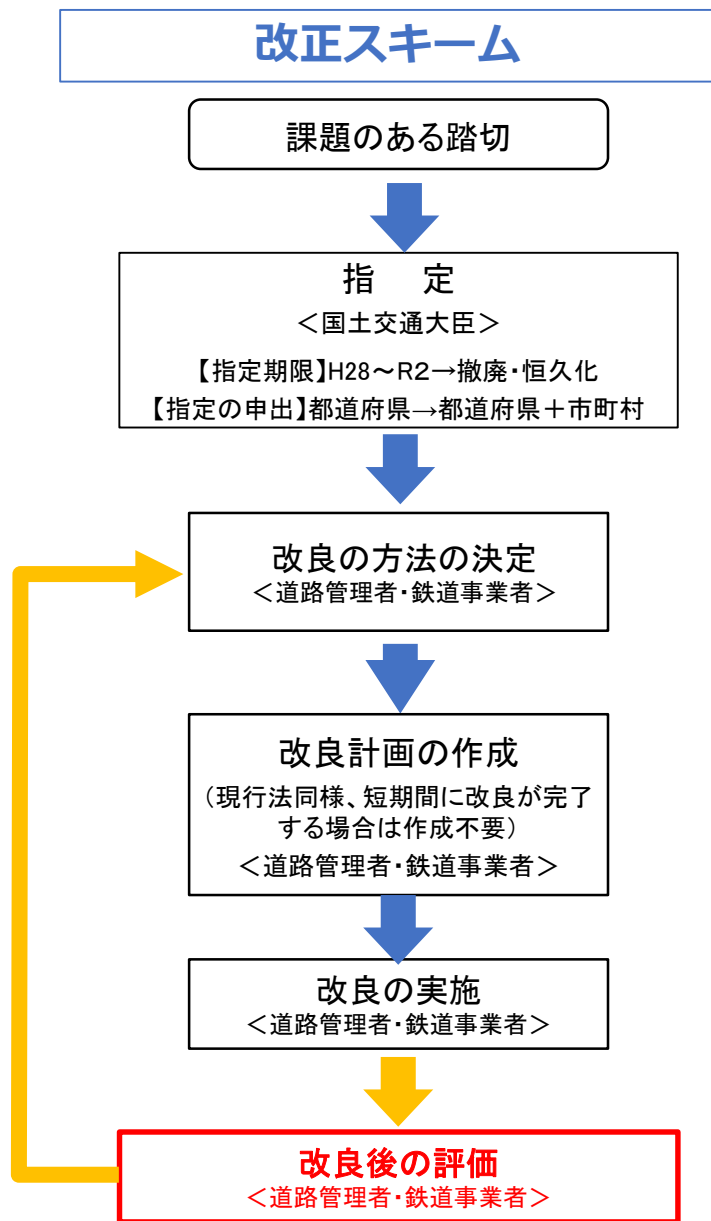 改正スキーム
課題のある踏切
指　定
＜国土交通大臣＞
【指定期限】H28～R2→撤廃・恒久化
【指定の申出】都道府県→都道府県＋市町村
改良の方法の決定
＜道路管理者・鉄道事業者＞
改良計画の作成
（現行法同様、短期間に改良が完了
する場合は作成不要）
＜道路管理者・鉄道事業者＞
改良の実施
＜道路管理者・鉄道事業者＞
改良後の評価
＜道路管理者・鉄道事業者＞